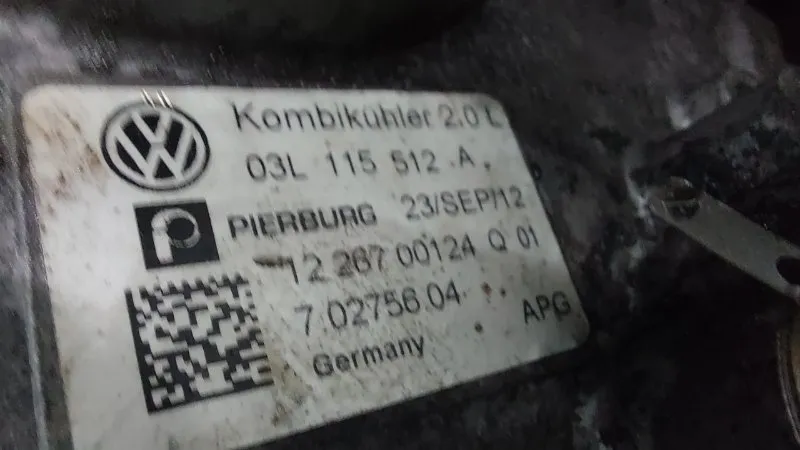 Kombikühler 2.0 L
03L 115 512 A
PIERBURG 23/SEP/12
12 267 00124 Q 01
7.02756.04
APG
Germany